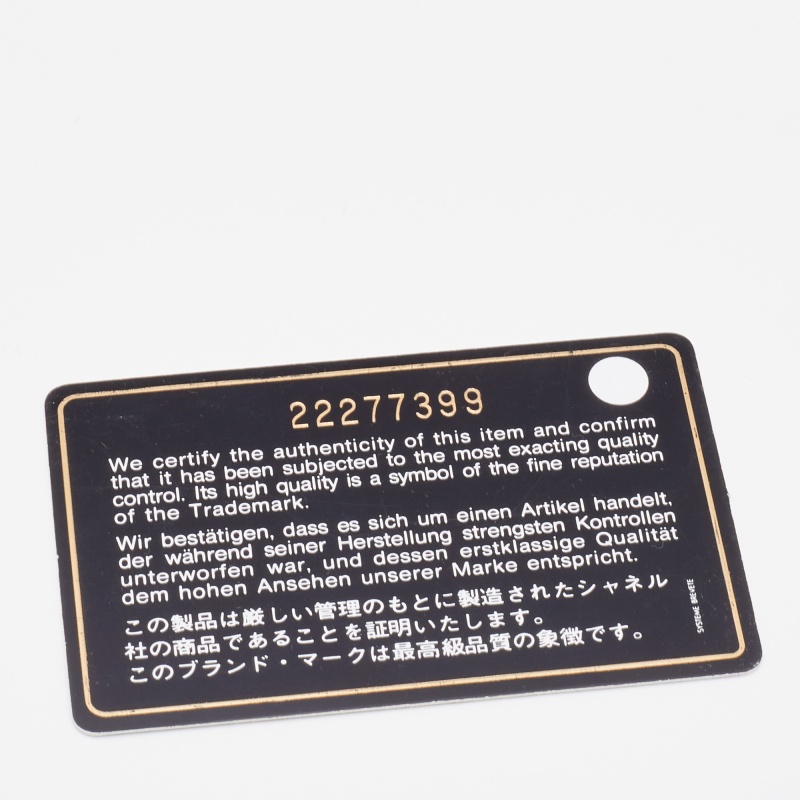 22277399
We certify the authenticity of this item and confirm
that it has been subjected to the most exacting quality
control. Its high quality is a symbol of the fine reputation
of the Trademark.
Wir bestätigen, dass es sich um einen Artikel handelt,
der während seiner Herstellung strengsten Kontrollen
unterworfen war, und dessen erstklassige Qualität
dem hohen Ansehen unserer Marke entspricht.
この製品は厳しい管理のもとに製造されたシャネル
社の商品であることを証明いたします。
このブランド・マークは最高級品質の象徴です。
SYSTEME BREVETE